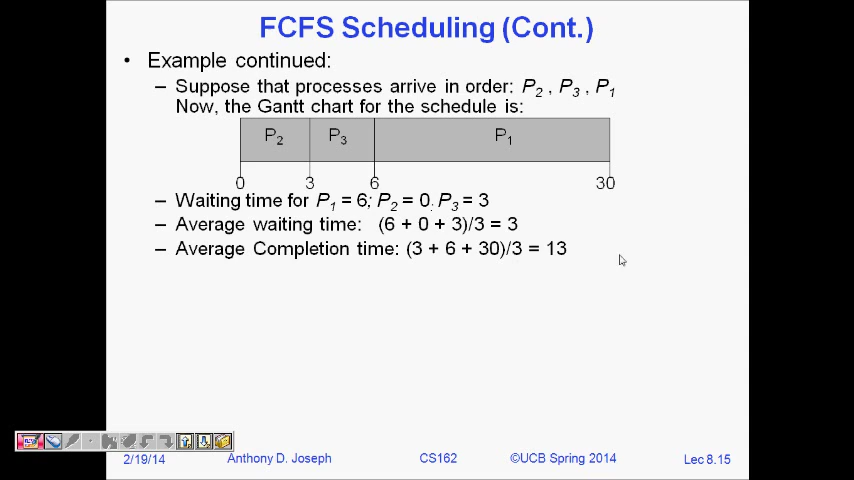 FCFS Scheduling (Cont.)
• Example continued:
– Suppose that processes arrive in order: P2 , P3 , P1
Now, the Gantt chart for the schedule is:
P2 P3 P1
0 3 6 30
– Waiting time for P1 = 6; P2 = 0. P3 = 3
– Average waiting time: (6 + 0 + 3)/3 = 3
– Average Completion time: (3 + 6 + 30)/3 = 13
2/19/14 Anthony D. Joseph CS162 ©UCB Spring 2014 Lec 8.15